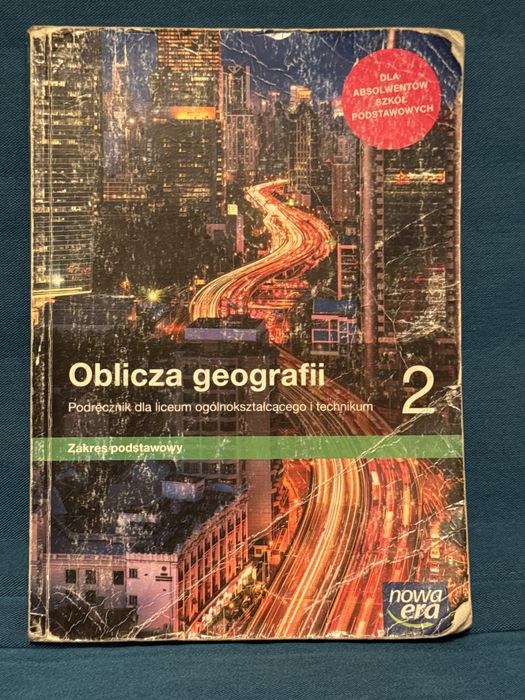 DLA
ABSOLWENTÓW
SZKÓŁ
PODSTAWOWYCH
Oblicza geografii 2
Podręcznik dla liceum ogólnokształcącego i technikum
Zakres podstawowy
nowa
era